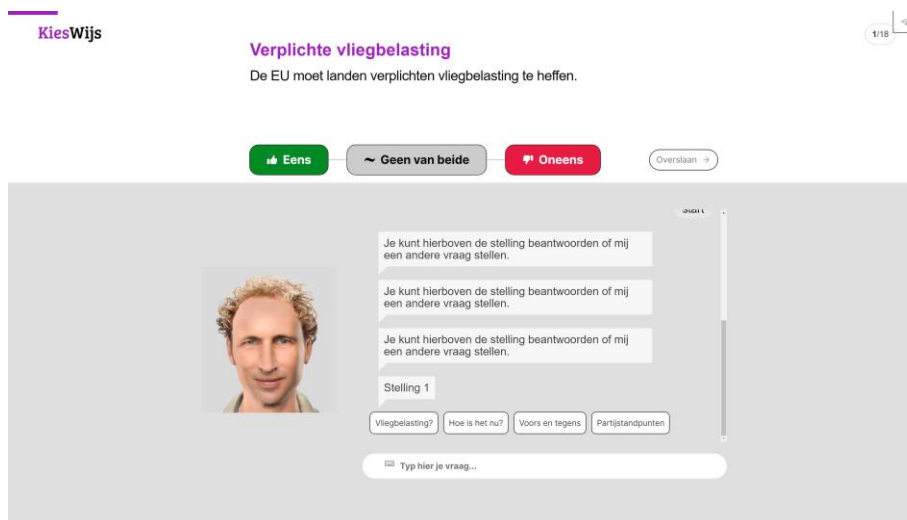 KiesWijs
1/18
Verplichte vliegbelasting
De EU moet landen verplichten vliegbelasting te heffen.
Eens
~ Geen van beide
Oneens
Overslaan →
Start
Je kunt hierboven de stelling beantwoorden of mij
een andere vraag stellen.
Je kunt hierboven de stelling beantwoorden of mij
een andere vraag stellen.
Je kunt hierboven de stelling beantwoorden of mij
een andere vraag stellen.
Stelling 1
Vliegbelasting?
Hoe is het nu?
Voors en tegens
Partijstandpunten
Typ hier je vraag...